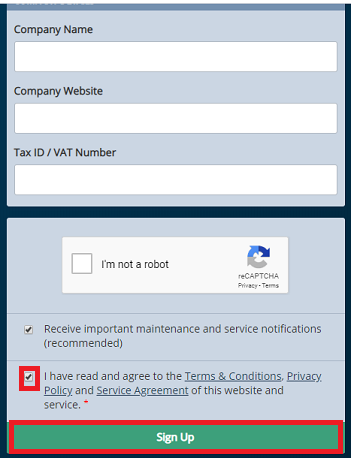 Company Name
Company Website
Tax ID / VAT Number
I'm not a robot
reCAPTCHA
Privacy - Terms
Receive important maintenance and service notifications
(recommended)
I have read and agree to the Terms & Conditions, Privacy
Policy and Service Agreement of this website and
service. *
Sign Up